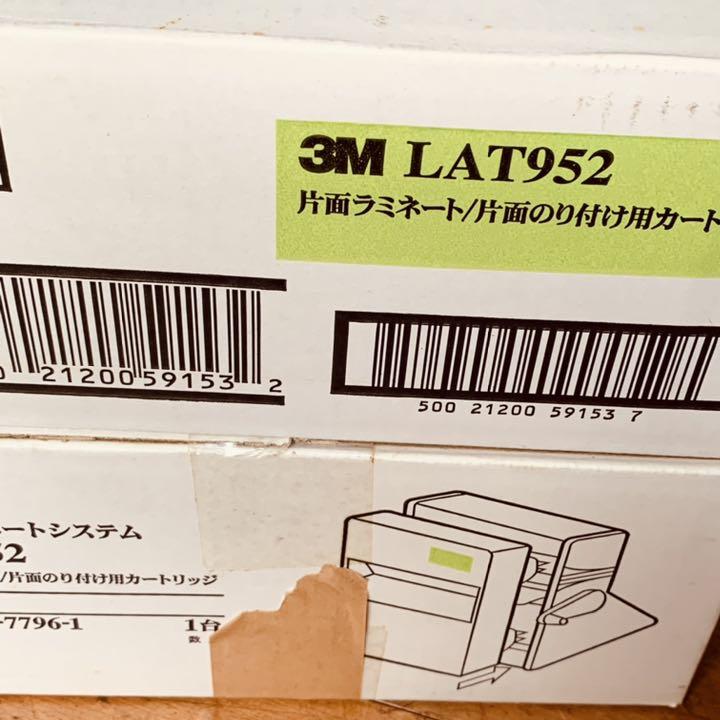 3M LAT952
片面ラミネート/片面のり付け用カート
0 21200 59153 2
500 21200 59153 7
ートシステム
52
/片面のり付け用カートリッジ
-7796-1 1台
数